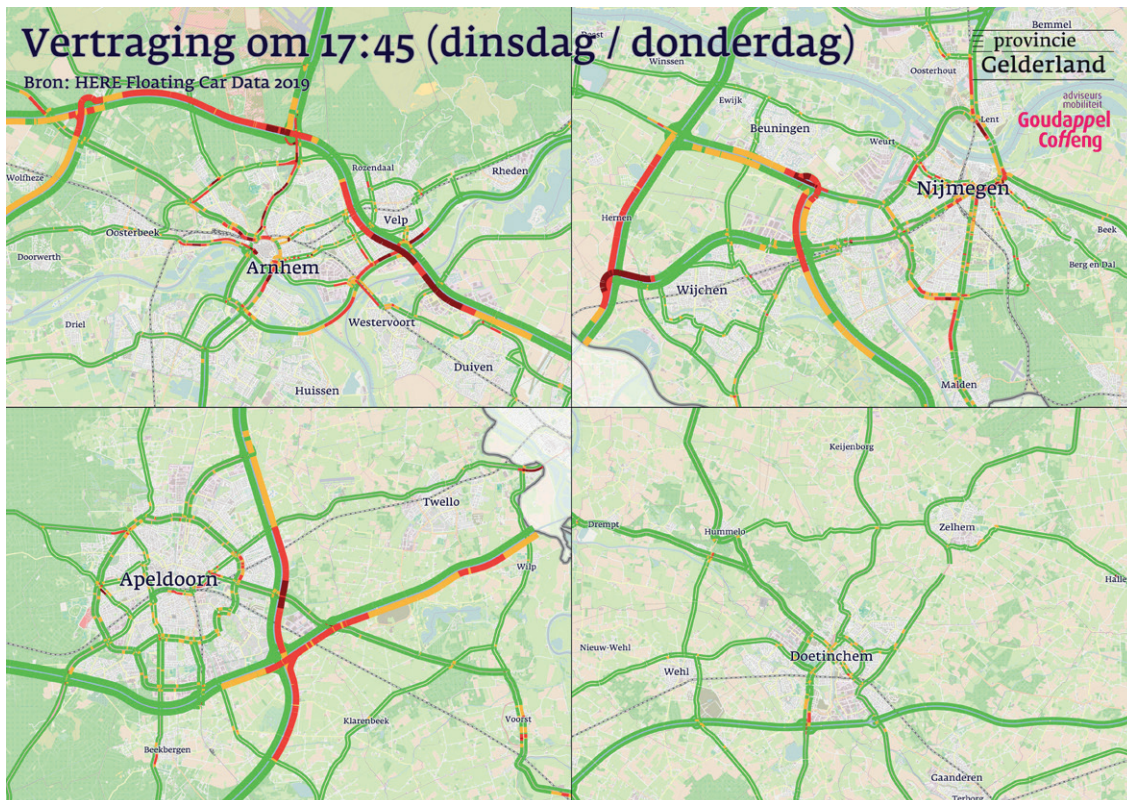 Vertraging om 17:45 (dinsdag / donderdag)
Bron: HERE Floating Car Data 2019
provincie
Gelderland
adviseurs
mobiliteit
Goudappel
Coffeng
Wolfheze
Oosterbeek
Doorwerth
Driel
Arnhem
Rozendaal
Velp
Rheden
Westervoort
Duiven
Huissen
Winssen
Ewijk
Beuningen
Weurt
Oosterhout
Bemmel
Lent
Nijmegen
Hernen
Wijchen
Beek
Berg en Dal
Malden
Apeldoorn
Twello
Wilp
Klarenbeek
Voorst
Beekbergen
Keijenborg
Drempt
Hummelo
Zelhem
Halle
Nieuw-Wehl
Wehl
Doetinchem
Gaanderen
Terborg